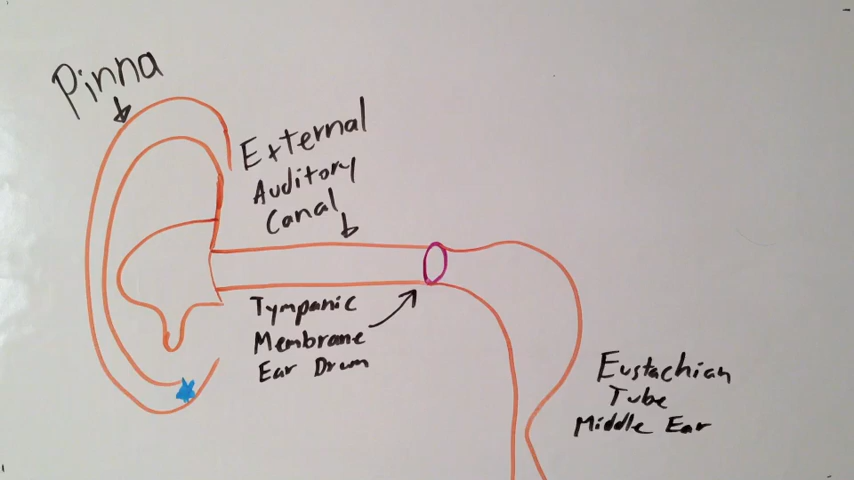 Pinna
External
Auditory
Canal
Tympanic
Membrane
Ear Drum
Eustachian
Tube
Middle Ear